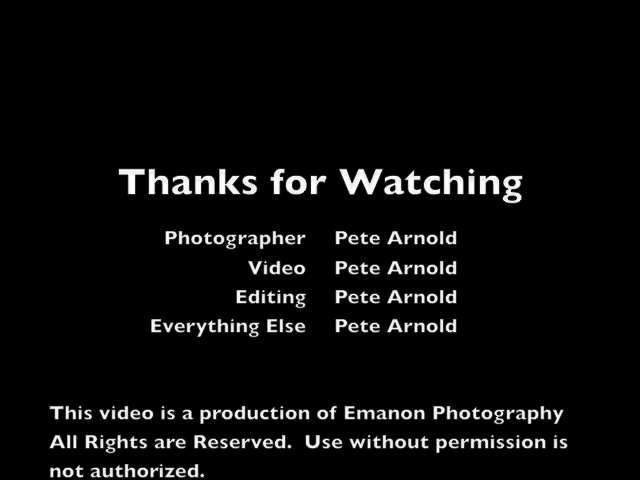 Thanks for Watching
Photographer Pete Arnold
Video Pete Arnold
Editing Pete Arnold
Everything Else Pete Arnold
This video is a production of Emanon Photography
All Rights are Reserved.  Use without permission is
not authorized.